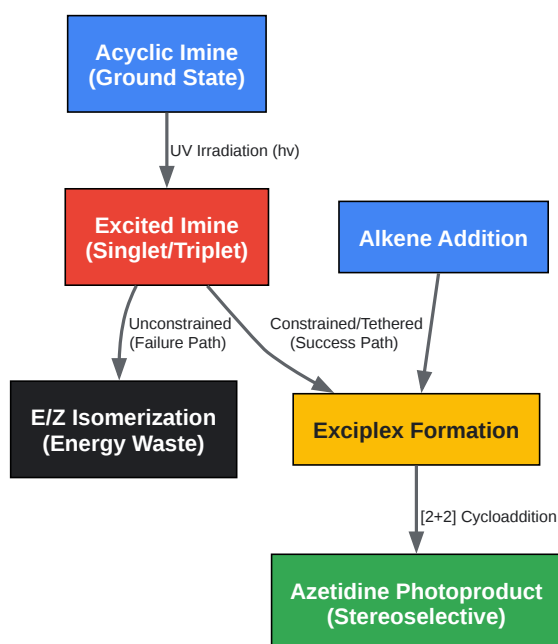 Acyclic Imine
(Ground State)
UV Irradiation (hv)
Excited Imine
(Singlet/Triplet)
Alkene Addition
Unconstrained
(Failure Path)
Constrained/Tethered
(Success Path)
E/Z Isomerization
(Energy Waste)
Exciplex Formation
[2+2] Cycloaddition
Azetidine Photoproduct
(Stereoselective)